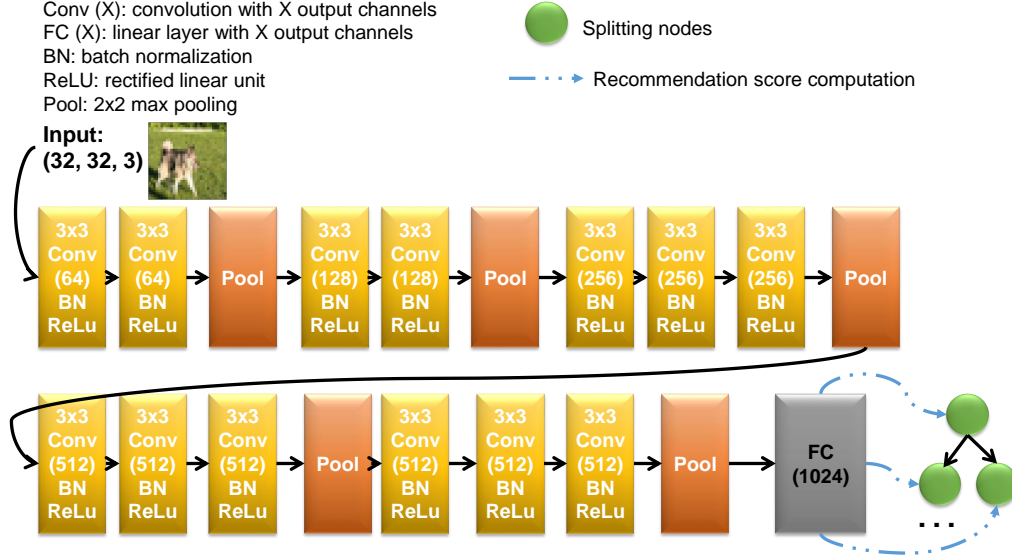 Conv (X): convolution with X output channels
FC (X): linear layer with X output channels
BN: batch normalization
ReLU: rectified linear unit
Pool: 2x2 max pooling
Splitting nodes
Recommendation score computation
Input:
(32, 32, 3)
3x3
Conv
(64)
BN
ReLu
3x3
Conv
(64)
BN
ReLu
Pool
3x3
Conv
(128)
BN
ReLu
3x3
Conv
(128)
BN
ReLu
Pool
3x3
Conv
(256)
BN
ReLu
3x3
Conv
(256)
BN
ReLu
3x3
Conv
(256)
BN
ReLu
Pool
3x3
Conv
(512)
BN
ReLu
3x3
Conv
(512)
BN
ReLu
3x3
Conv
(512)
BN
ReLu
Pool
3x3
Conv
(512)
BN
ReLu
3x3
Conv
(512)
BN
ReLu
3x3
Conv
(512)
BN
ReLu
Pool
FC
(1024)
...